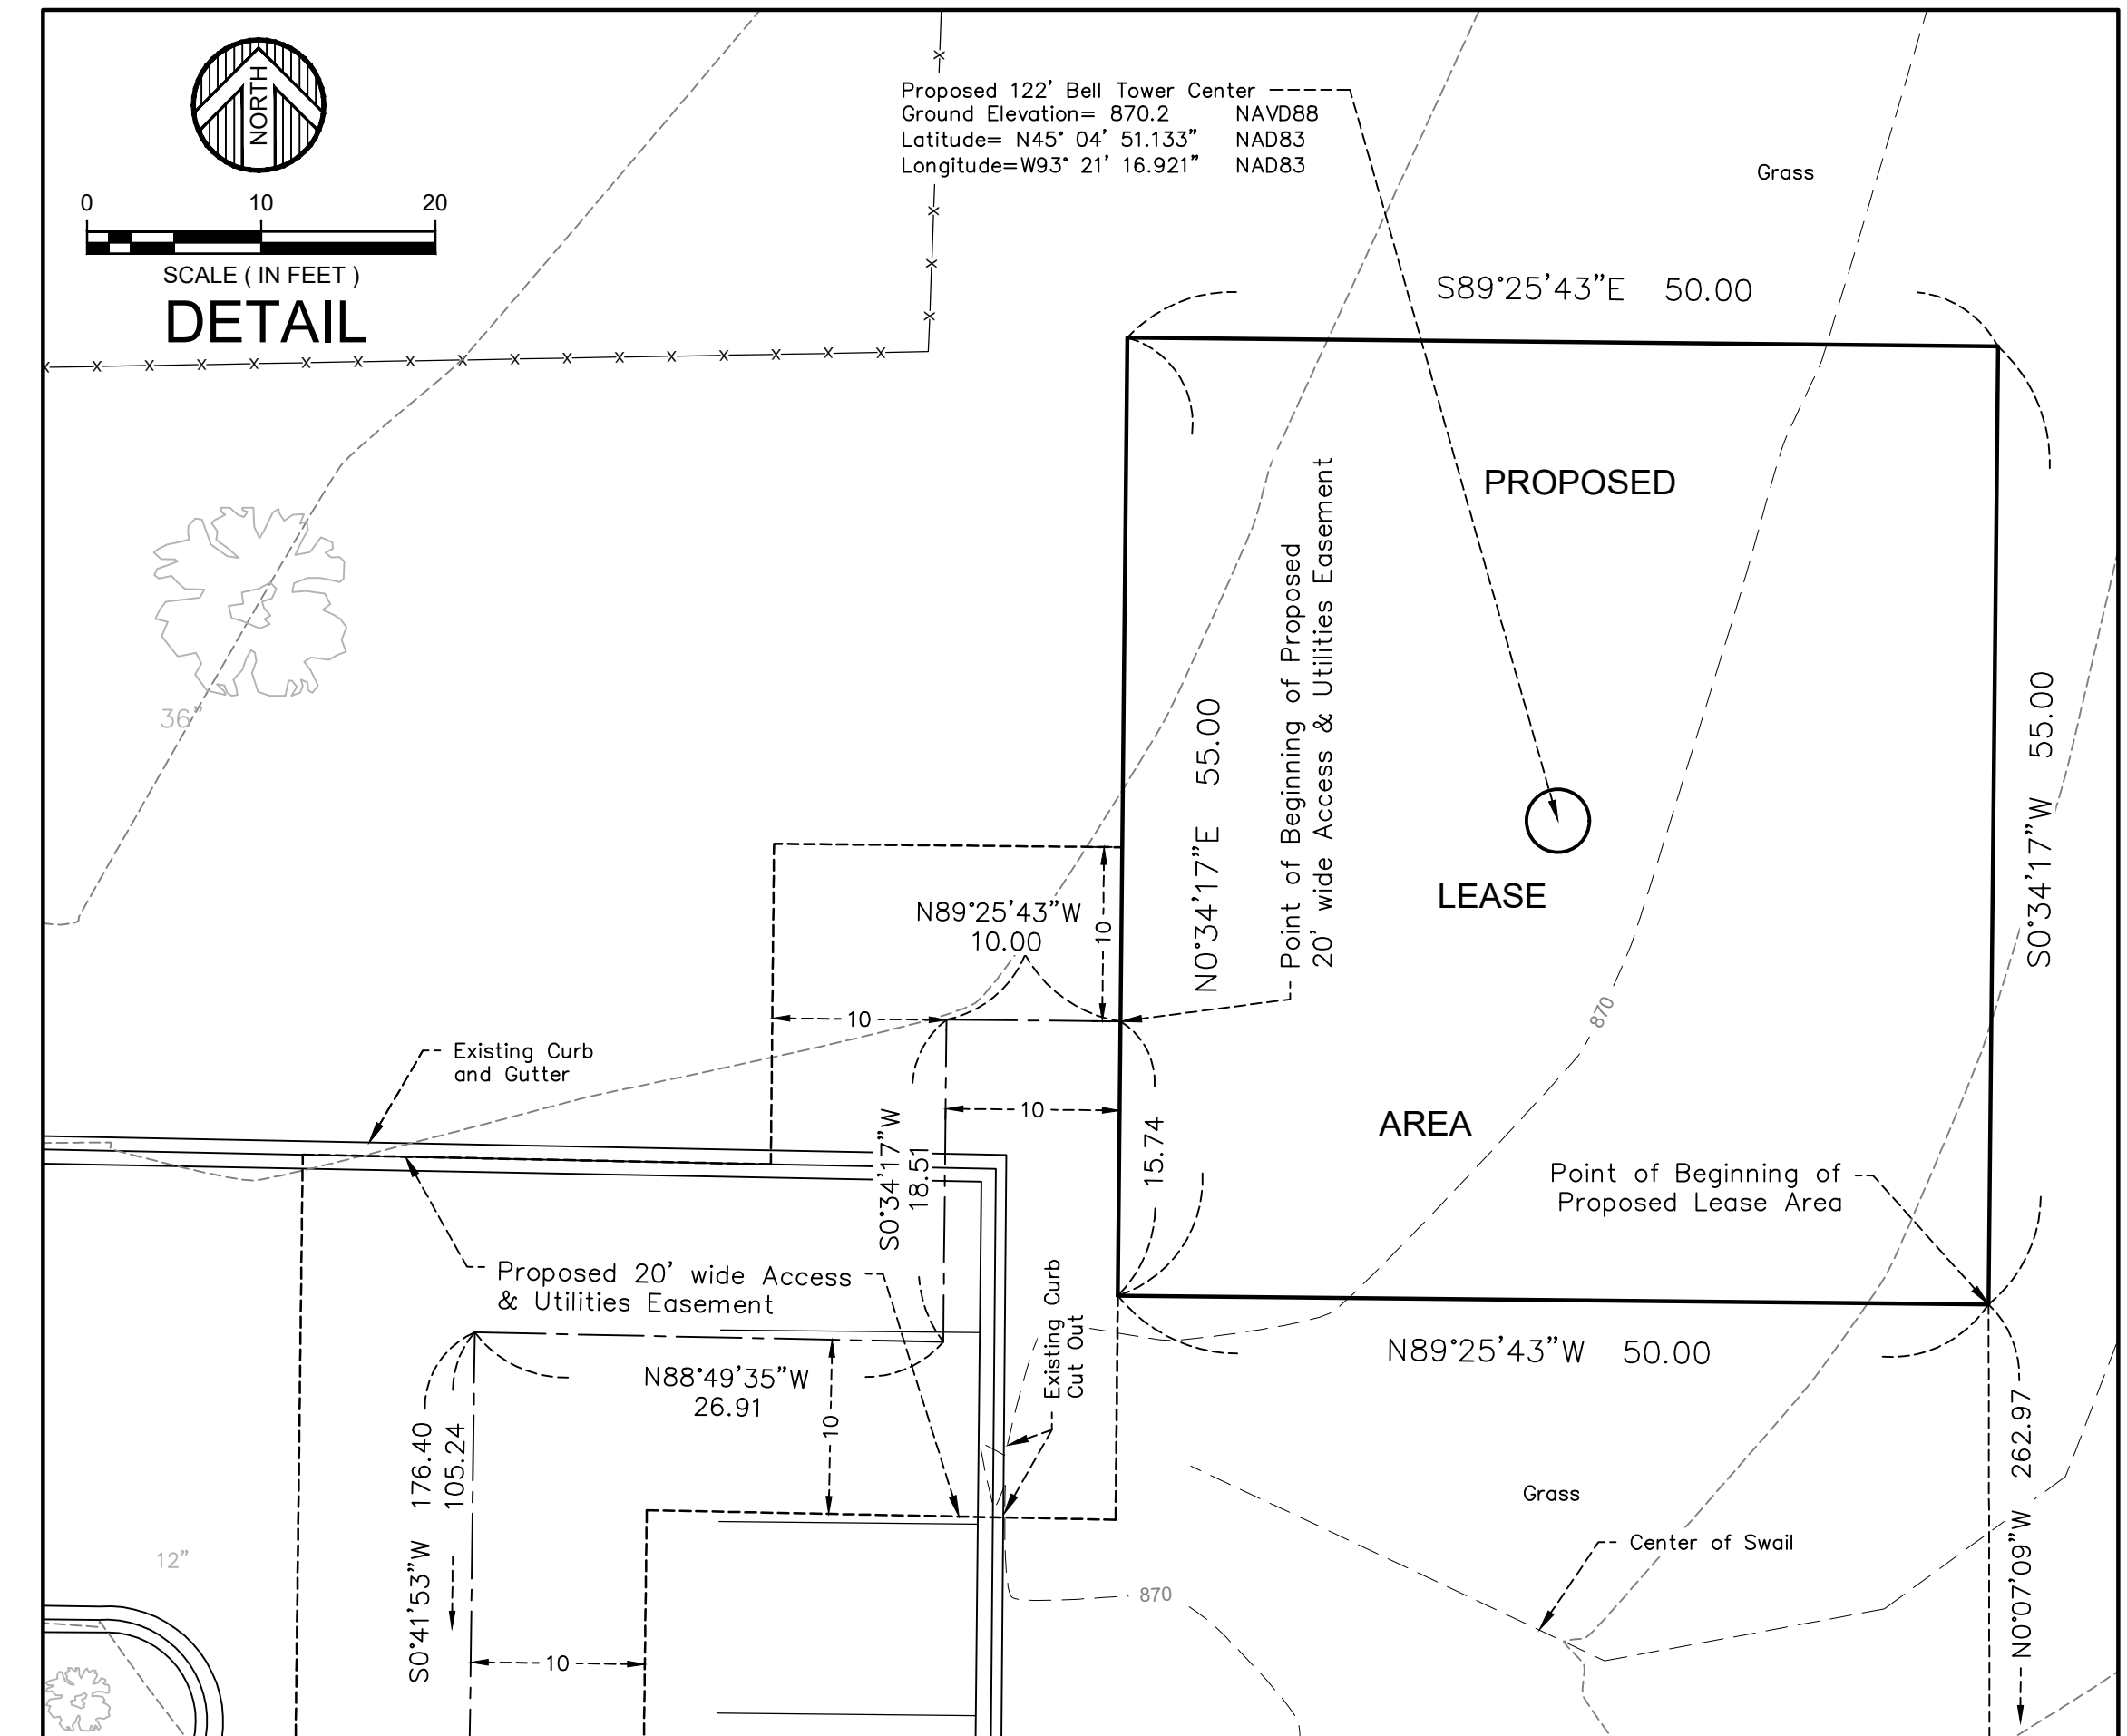 NORTH
0 10 20
SCALE ( IN FEET )
DETAIL
Proposed 122' Bell Tower Center
Ground Elevation= 870.2 NAVD88
Latitude= N45° 04' 51.133" NAD83
Longitude=W93° 21' 16.921" NAD83
Grass
S89°25'43"E 50.00
PROPOSED
LEASE
AREA
36"
Point of Beginning of Proposed
20' wide Access & Utilities Easement
N0°34'17"E 55.00
S0°34'17"W 55.00
N89°25'43"W
10.00
10
10
10
870
Existing Curb
and Gutter
S0°34'17"W
18.51
15.74
Point of Beginning of
Proposed Lease Area
Proposed 20' wide Access
& Utilities Easement
Existing Curb
Cut Out
N89°25'43"W 50.00
N88°49'35"W
26.91
10
S0°41'53"W 176.40
105.24
N0°07'09"W 262.97
Grass
Center of Swail
12"
870
10